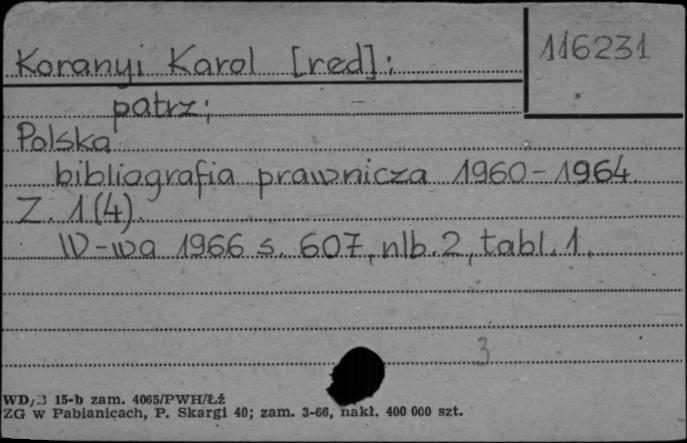 Koranyi Karol [red];
116231
patrz;
Polska
bibliografia prawnicza 1960-1964.
Z. 1(4).
W-wa 1966 s. 607, nlb. 2, tabl. 1.
3
WD/3 15-b zam. 4065/PWH/Łż
ZG w Pabianicach, P. Skargi 40; zam. 3-66, nakł. 400 000 szt.